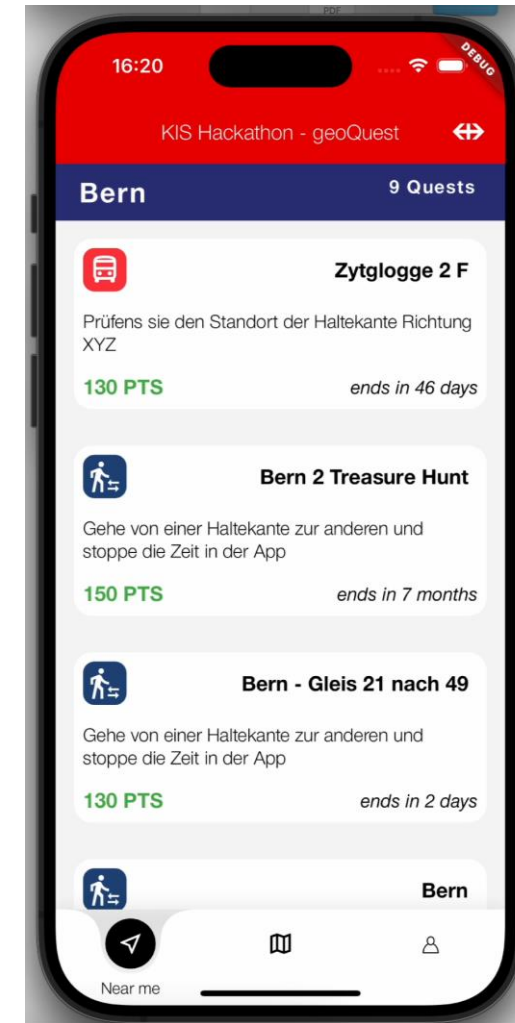 PDF
16:20
DEBUG
KIS Hackathon - geoQuest
Bern
9 Quests
Zytglogge 2 F
Prüfens sie den Standort der Haltekante Richtung
XYZ
130 PTS
ends in 46 days
Bern 2 Treasure Hunt
Gehe von einer Haltekante zur anderen und
stoppe die Zeit in der App
150 PTS
ends in 7 months
Bern - Gleis 21 nach 49
Gehe von einer Haltekante zur anderen und
stoppe die Zeit in der App
130 PTS
ends in 2 days
Bern
Near me